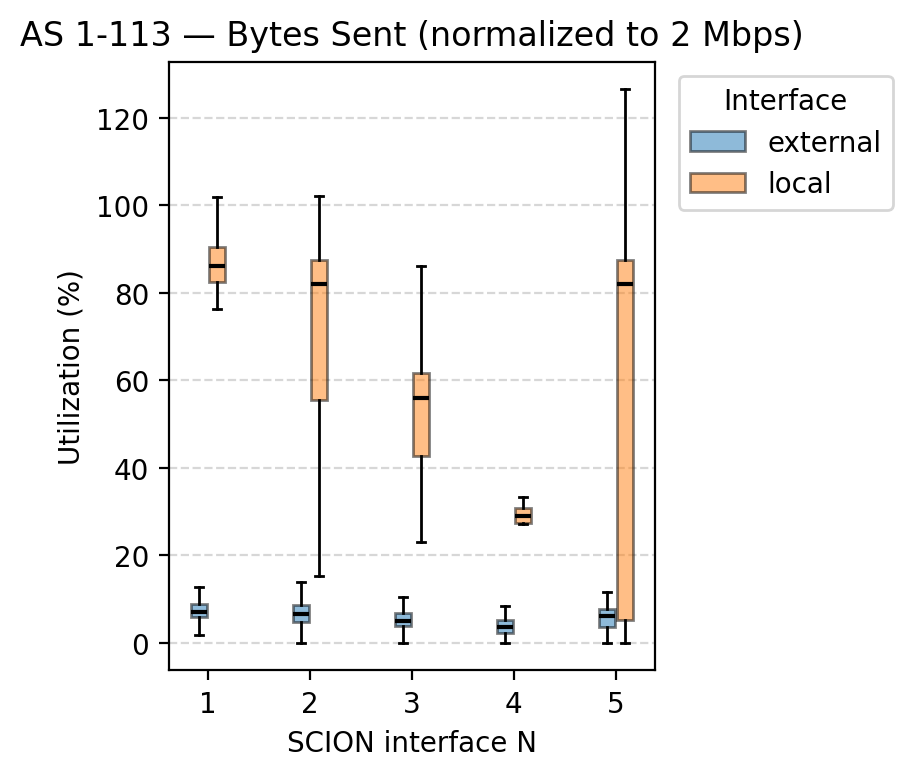 AS 1-113 — Bytes Sent (normalized to 2 Mbps)
Interface
external
local
Utilization (%)
120
100
80
60
40
20
0
1 2 3 4 5
SCION interface N